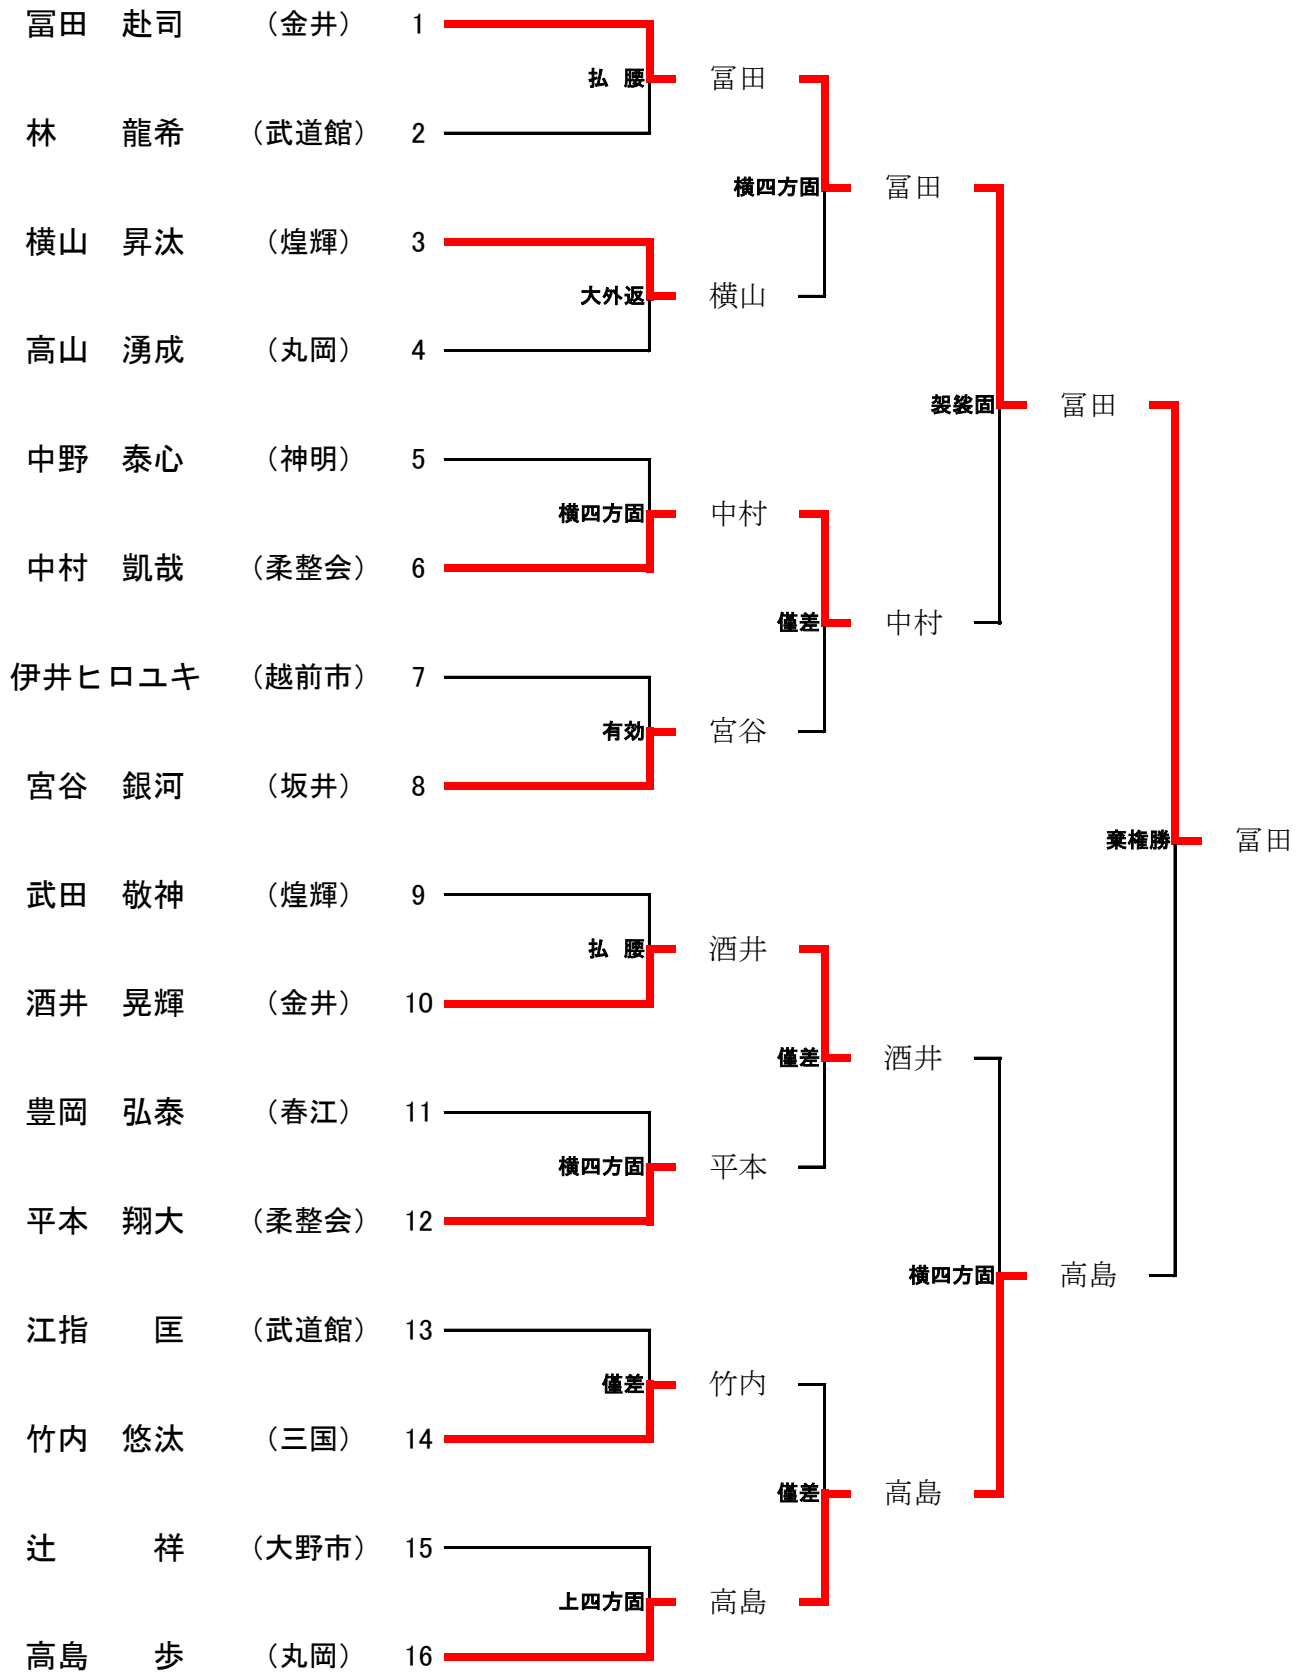 冨田　赴司　（金井）　1
払 腰　冨田
林　龍希　（武道館）　2
横四方固　冨田
横山　昇汰　（煌輝）　3
大外返　横山
高山　湧成　（丸岡）　4
袈裟固　冨田
中野　泰心　（神明）　5
横四方固　中村
中村　凱哉　（柔整会）　6
僅差　中村
伊井ヒロユキ　（越前市）　7
有効　宮谷
宮谷　銀河　（坂井）　8
棄権勝　冨田
武田　敬神　（煌輝）　9
払 腰　酒井
酒井　晃輝　（金井）　10
僅差　酒井
豊岡　弘泰　（春江）　11
横四方固　平本
平本　翔大　（柔整会）　12
横四方固　高島
江指　匡　（武道館）　13
僅差　竹内
竹内　悠汰　（三国）　14
僅差　高島
辻　祥　（大野市）　15
上四方固　高島
高島　歩　（丸岡）　16